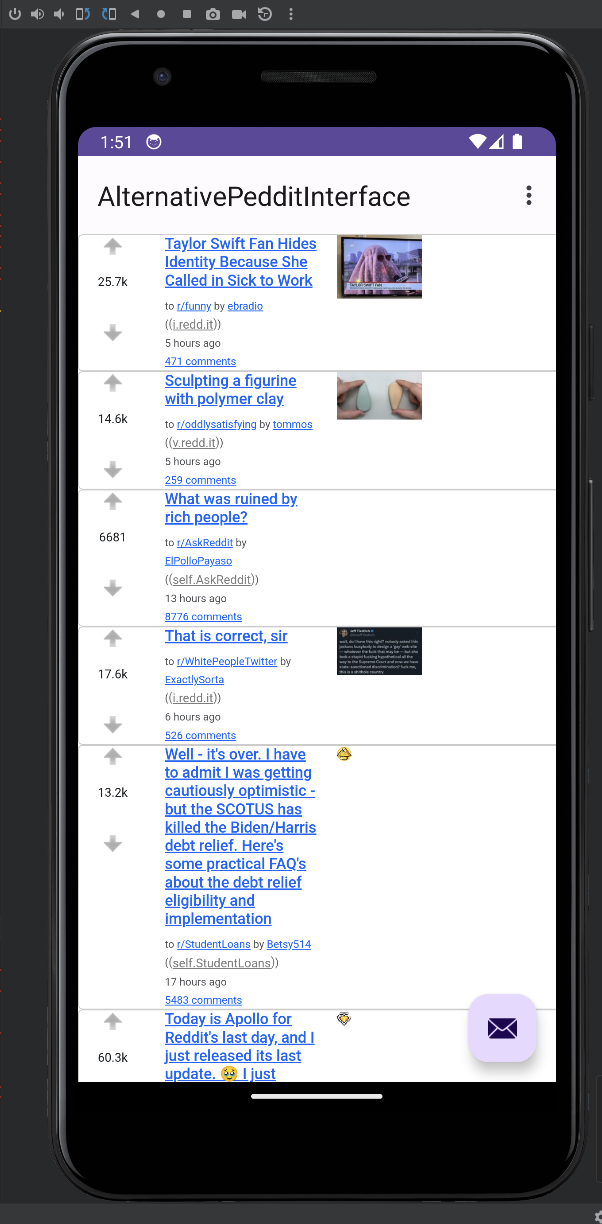 1:51
AlternativePedditInterface
Taylor Swift Fan Hides
Identity Because She
Called in Sick to Work
25.7k
to r/funny by ebradio
((i.redd.it))
5 hours ago
471 comments
TAYLOR SWIFT FAN
Sculpting a figurine
with polymer clay
14.6k
to r/oddlysatisfying by tommos
((v.redd.it))
5 hours ago
259 comments
What was ruined by
rich people?
6681
to r/AskReddit by
ElPolloPayaso
((self.AskReddit))
13 hours ago
8776 comments
That is correct, sir
17.6k
to r/WhitePeopleTwitter by
ExactlySorta
((i.redd.it))
6 hours ago
526 comments
Well - it's over. I have
to admit I was getting
cautiously optimistic -
but the SCOTUS has
killed the Biden/Harris
debt relief. Here's
some practical FAQ's
about the debt relief
eligibility and
implementation
13.2k
to r/StudentLoans by Betsy514
((self.StudentLoans))
17 hours ago
5483 comments
Today is Apollo for
Reddit's last day, and I
just released its last
update. 🥹 I just
60.3k